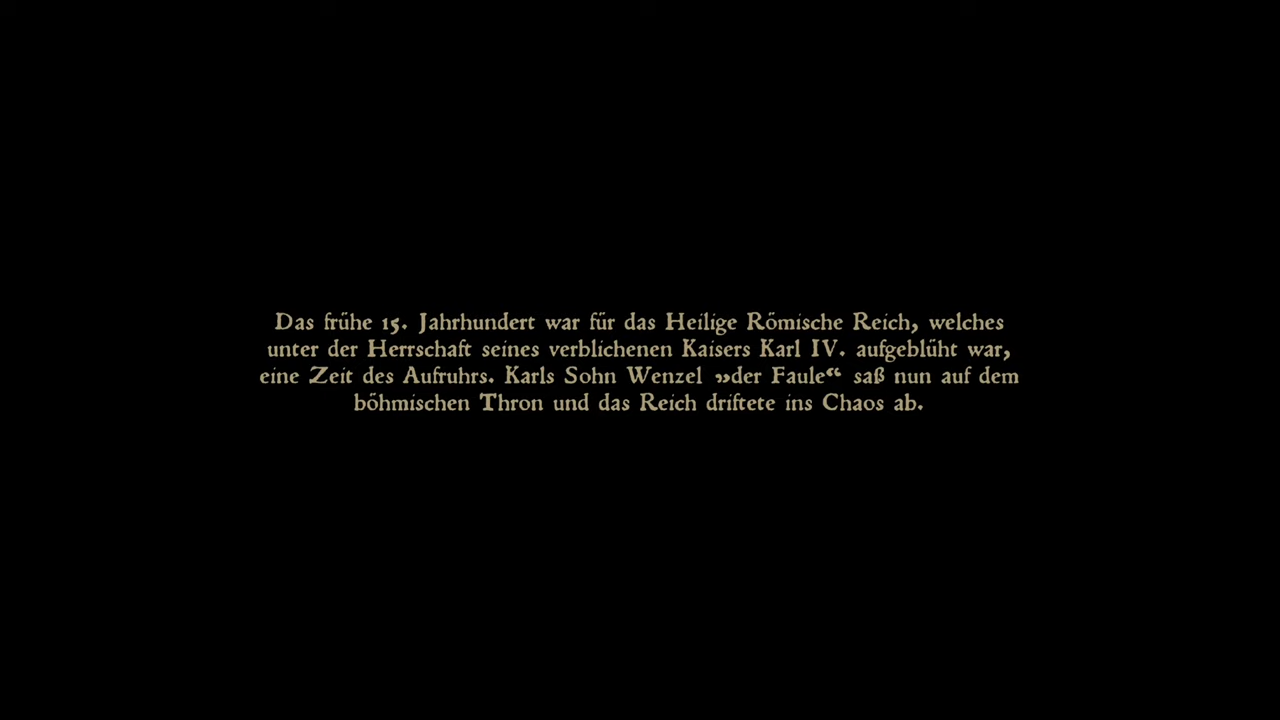 Das frühe 15. Jahrhundert war für das Heilige Römische Reich, welches
unter der Herrschaft seines verblichenen Kaisers Karl IV. aufgeblüht war,
eine Zeit des Aufruhrs. Karls Sohn Wenzel »der Faule“ saß nun auf dem
böhmischen Thron und das Reich driftete ins Chaos ab.